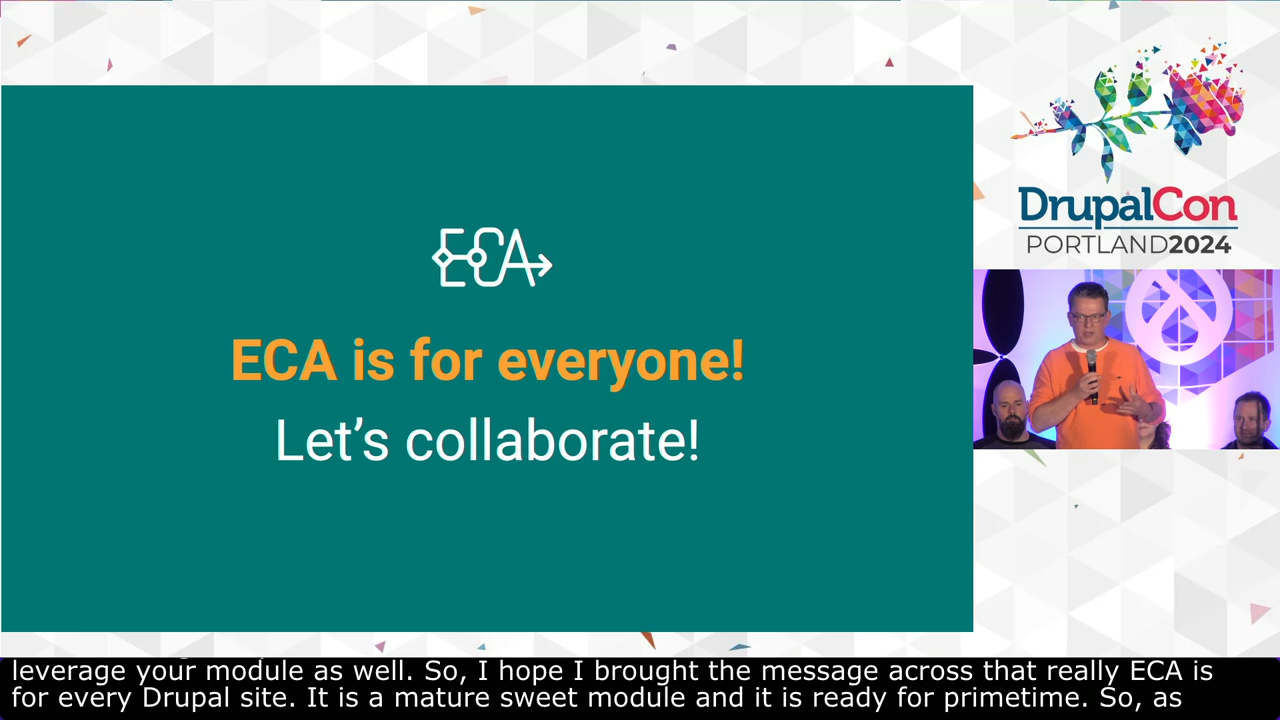 ECA
ECA is for everyone!
Let's collaborate!
DrupalCon
PORTLAND2024
leverage your module as well. So, I hope I brought the message across that really ECA is
for every Drupal site. It is a mature sweet module and it is ready for primetime. So, as